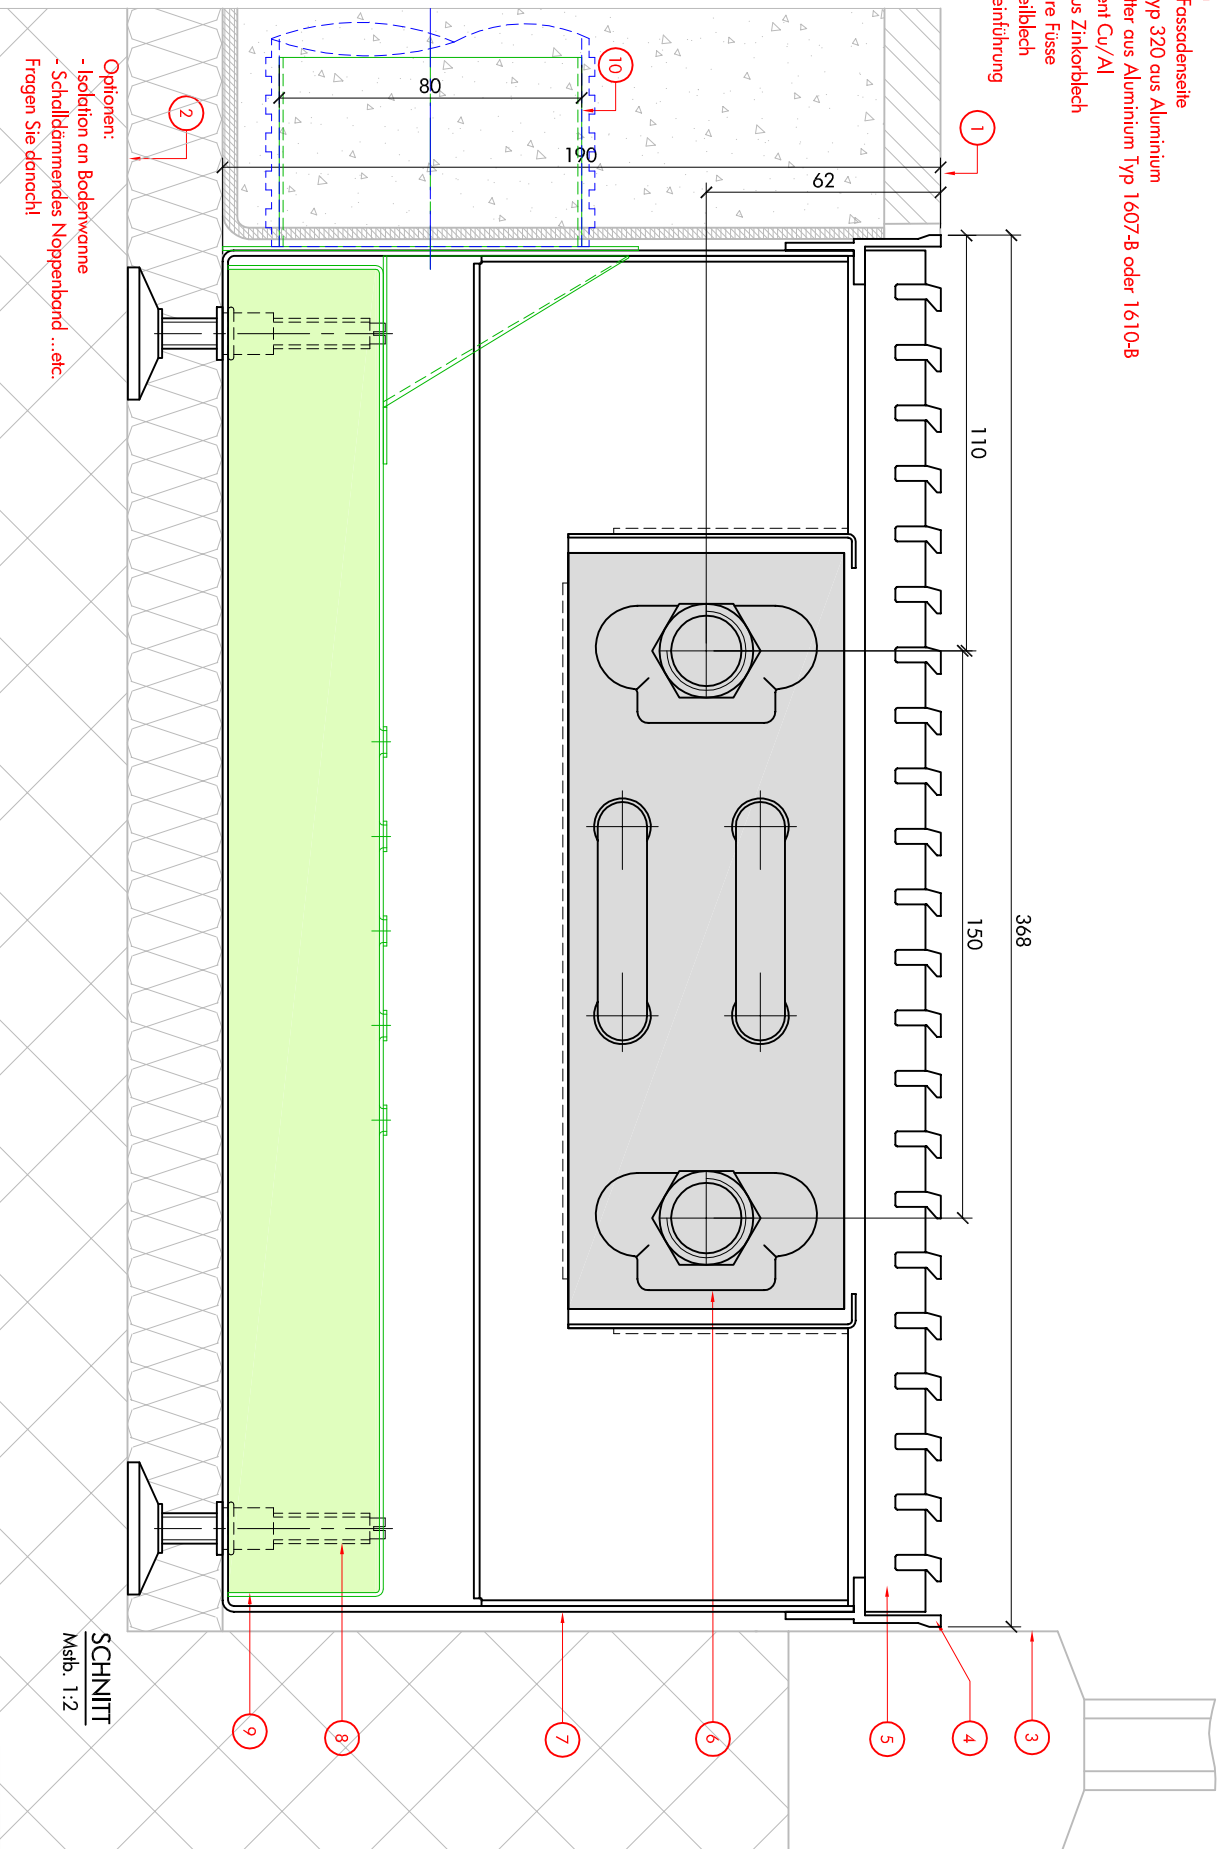 Fassadenseite
yp 320 aus Aluminium
tter aus Aluminium Typ 1607-B oder 1610-B
ent Cu/Al
us Zinkorblech
re Füsse
eilblech
einführung
1
2
10
80
190
62
110
150
368
3
4
5
6
7
8
9
Optionen:
- Isolation an Bodenwanne
- Schalldämmendes Noppenband ...etc.
Fragen Sie danach!
SCHNITT
Mstb. 1:2